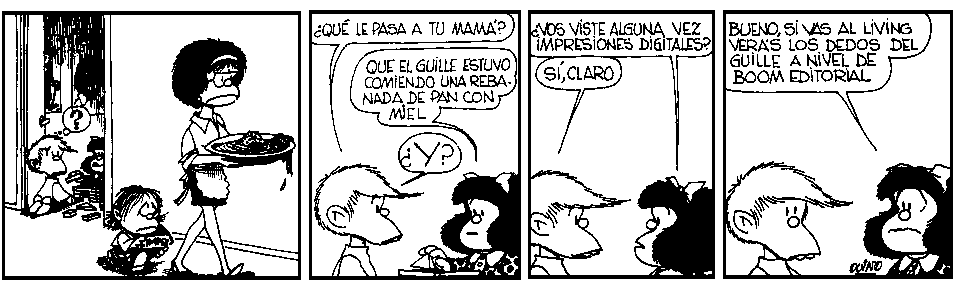 ?
¿QUÉ LE PASA A TU MAMÁ?
QUE EL GUILLE ESTUVO
COMIENDO UNA REBA-
NADA DE PAN CON
MIEL
¿Y?
¿VOS VISTE ALGUNA VEZ
IMPRESIONES DIGITALES?
SÍ, CLARO
BUENO, SI VAS AL LIVING
VERÁS LOS DEDOS DEL
GUILLE A NIVEL DE
BOOM EDITORIAL
QUINO